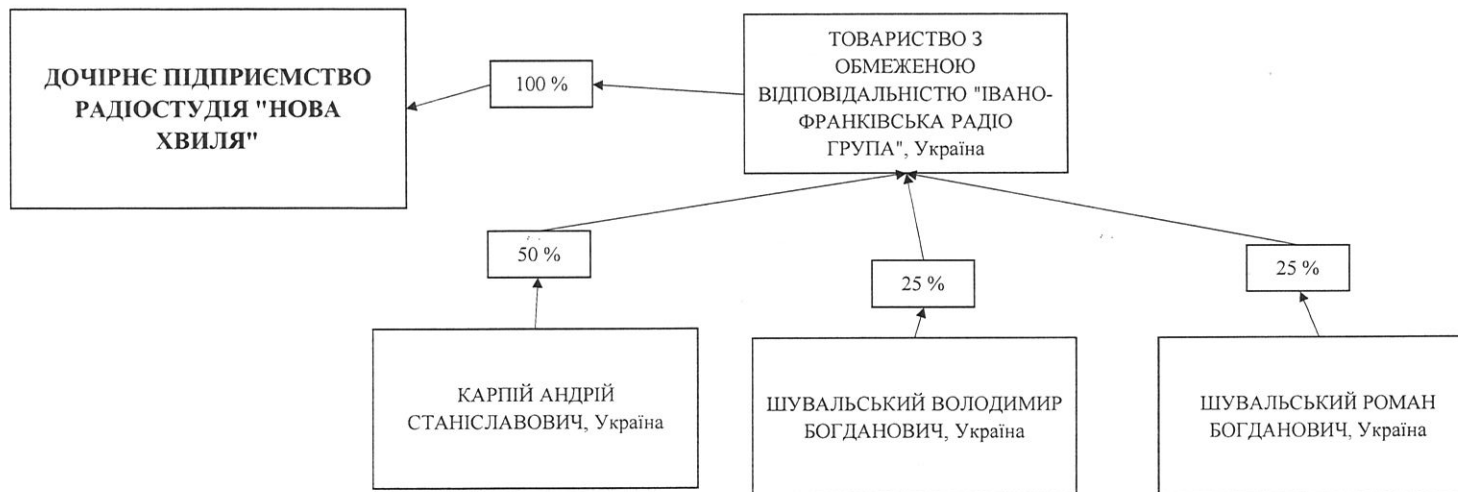 ДОЧІРНЄ ПІДПРИЄМСТВО
РАДІОСТУДІЯ "НОВА
ХВИЛЯ"
100 %
ТОВАРИСТВО З
ОБМЕЖЕНОЮ
ВІДПОВІДАЛЬНІСТЮ "ІВАНО-
ФРАНКІВСЬКА РАДІО
ГРУПА", Україна
50 %
25 %
25 %
КАРПІЙ АНДРІЙ
СТАНІСЛАВОВИЧ, Україна
ШУВАЛЬСЬКИЙ ВОЛОДИМИР
БОГДАНОВИЧ, Україна
ШУВАЛЬСЬКИЙ РОМАН
БОГДАНОВИЧ, Україна